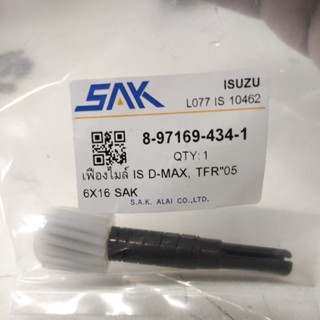 SAK
ISUZU
L077 IS 10462
8-97169-434-1
QTY: 1
เฟืองไมล์ IS D-MAX, TFR"05
6X16 SAK
S.A.K. ALAI CO.,LTD.